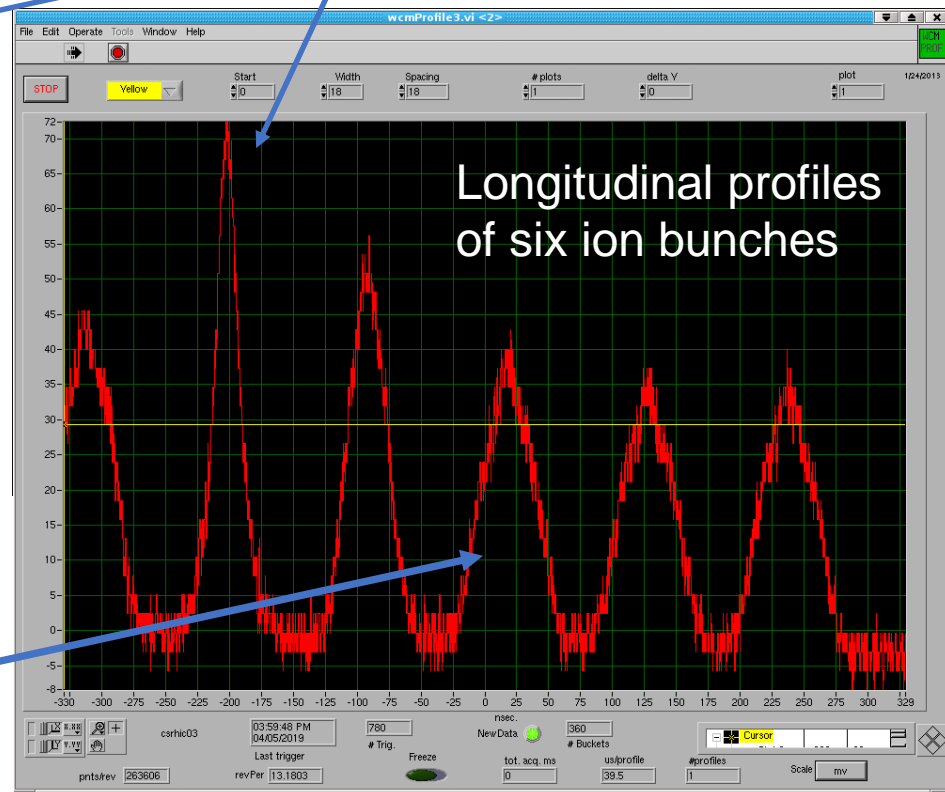 wcmProfile3.vi <2>
File Edit Operate Tools Window Help
WCM
PROF
STOP
Yellow
Start
0
Width
18
Spacing
18
# plots
1
delta Y
0
plot
1
1/24/2013
72-
70-
65-
60-
55-
50-
45-
40-
35-
30-
25-
20-
15-
10-
5-
0-
-5-
-8-
Longitudinal profiles
of six ion bunches
-330 -300 -275 -250 -225 -200 -175 -150 -125 -100 -75 -50 -25 0 25 50 75 100 125 150 175 200 225 250 275 300 329
nsec.
csrhic03
03:59:48 PM
04/05/2019
Last trigger
780
# Trig.
NewData
360
# Buckets
Cursor
pnts/rev 263606
revPer 13.1803
Freeze
tot. acq. ms
0
us/profile
39.5
#profiles
1
Scale
mv